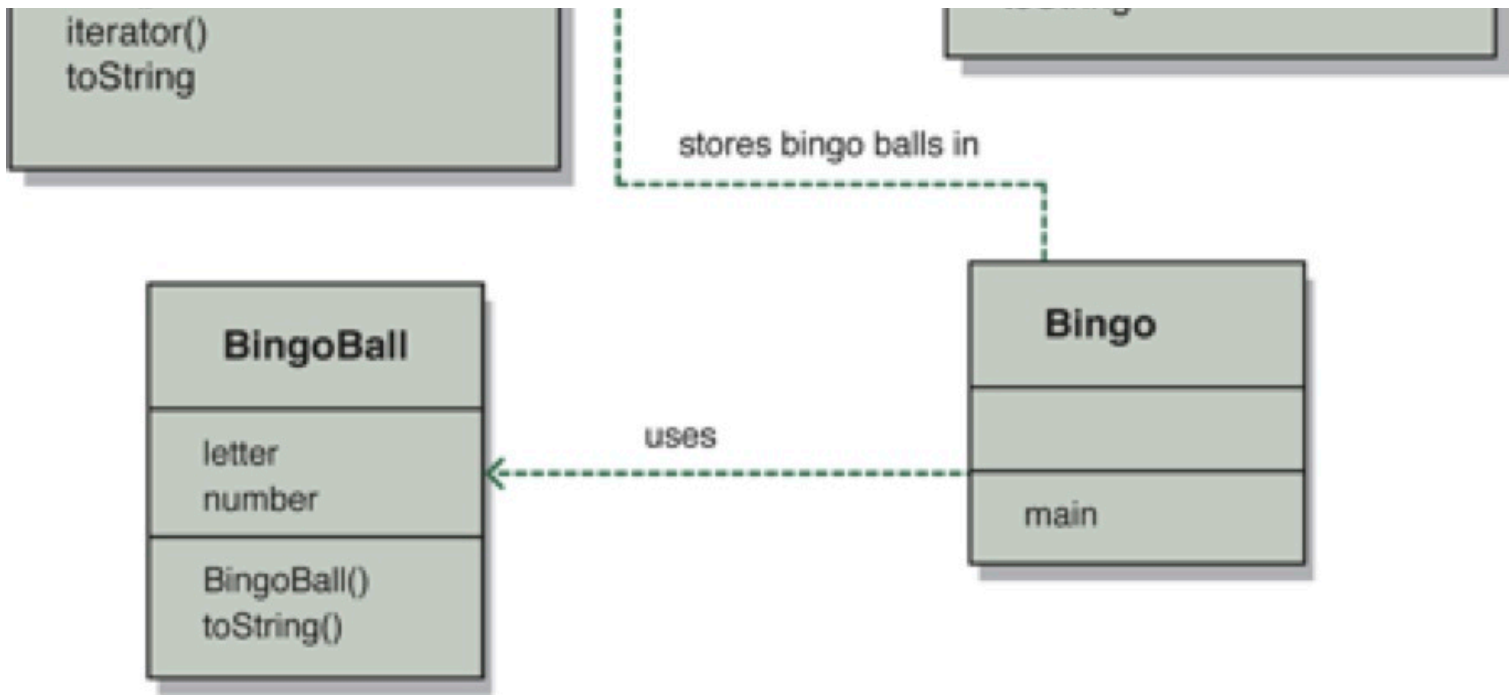 iterator()
toString
stores bingo balls in
BingoBall
letter
number
BingoBall()
toString()
uses
Bingo
main